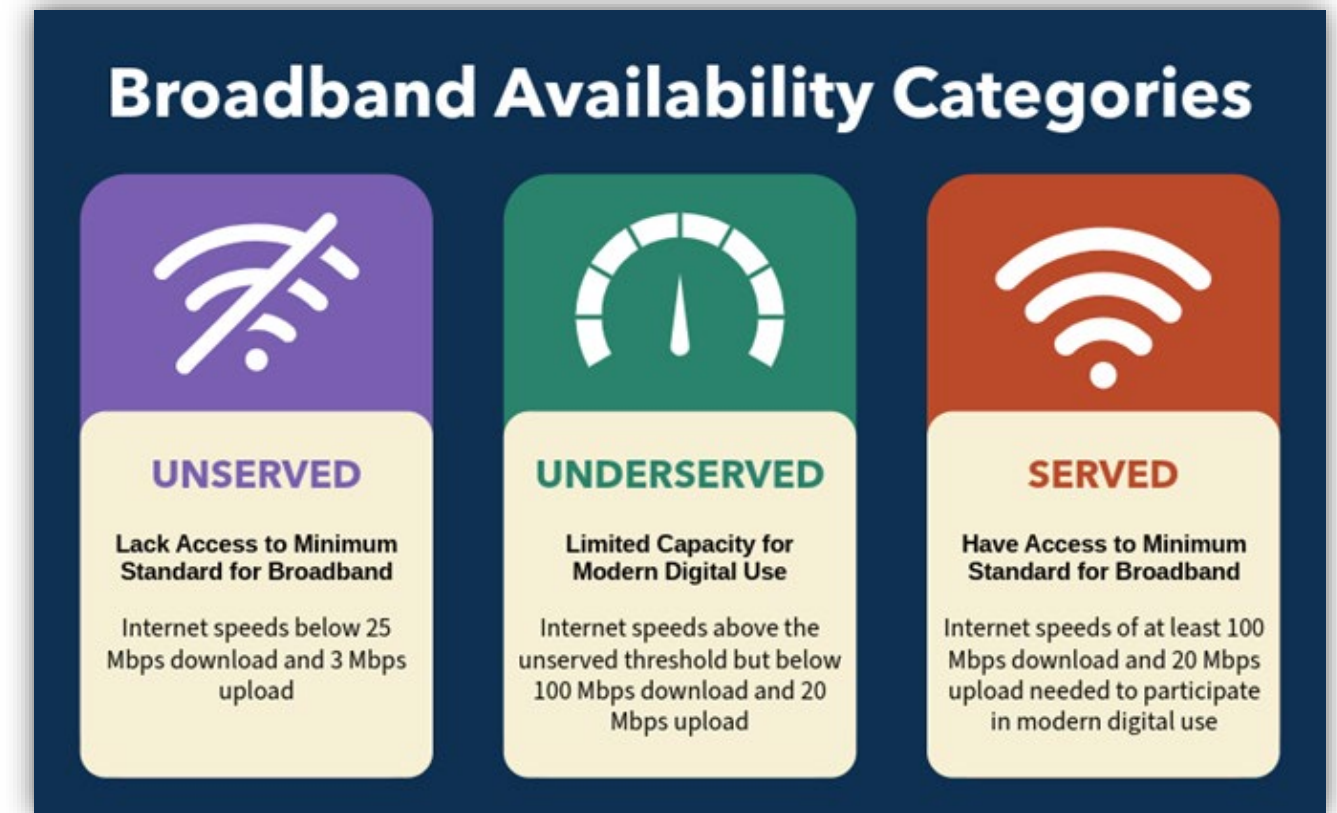 Broadband Availability Categories
UNSERVED
Lack Access to Minimum
Standard for Broadband
Internet speeds below 25
Mbps download and 3 Mbps
upload
UNDERSERVED
Limited Capacity for
Modern Digital Use
Internet speeds above the
unserved threshold but below
100 Mbps download and 20
Mbps upload
SERVED
Have Access to Minimum
Standard for Broadband
Internet speeds of at least 100
Mbps download and 20 Mbps
upload needed to participate
in modern digital use